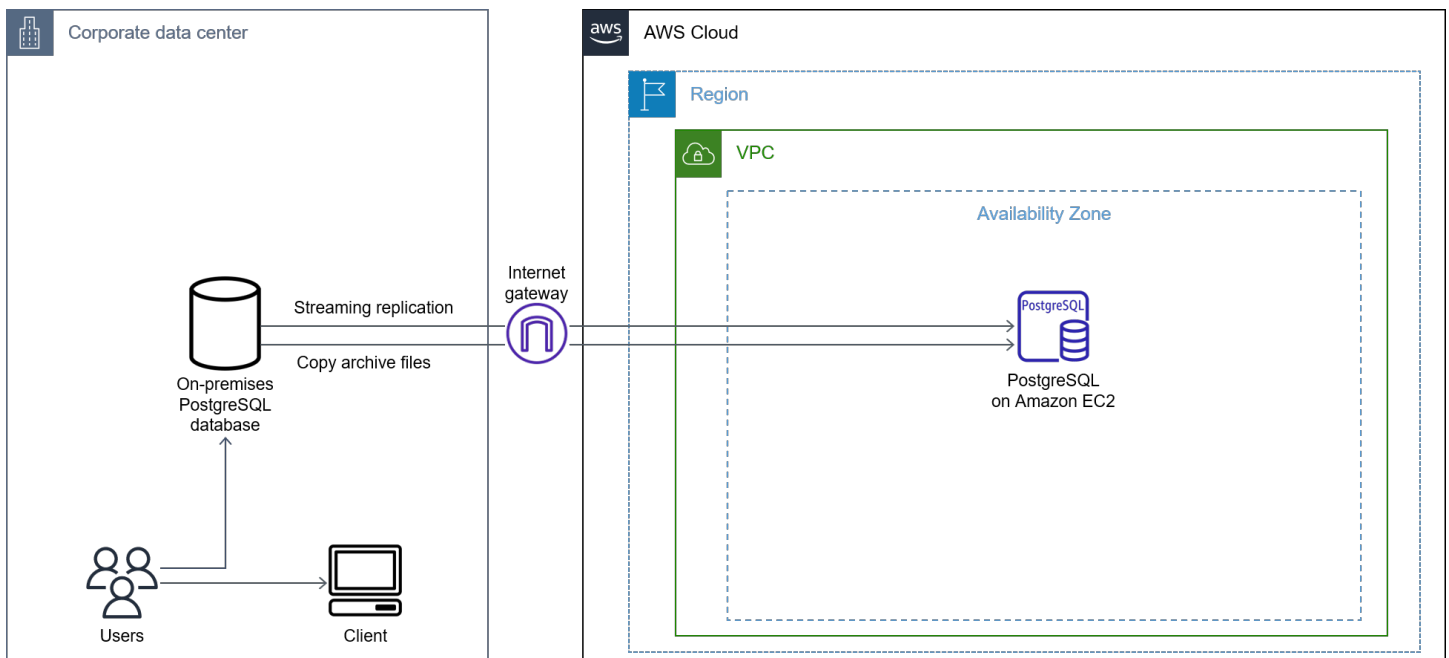 Corporate data center
aws
AWS Cloud
Region
VPC
Availability Zone
Internet
gateway
Streaming replication
Copy archive files
On-premises
PostgreSQL
database
PostgreSQL
PostgreSQL
on Amazon EC2
Users
Client